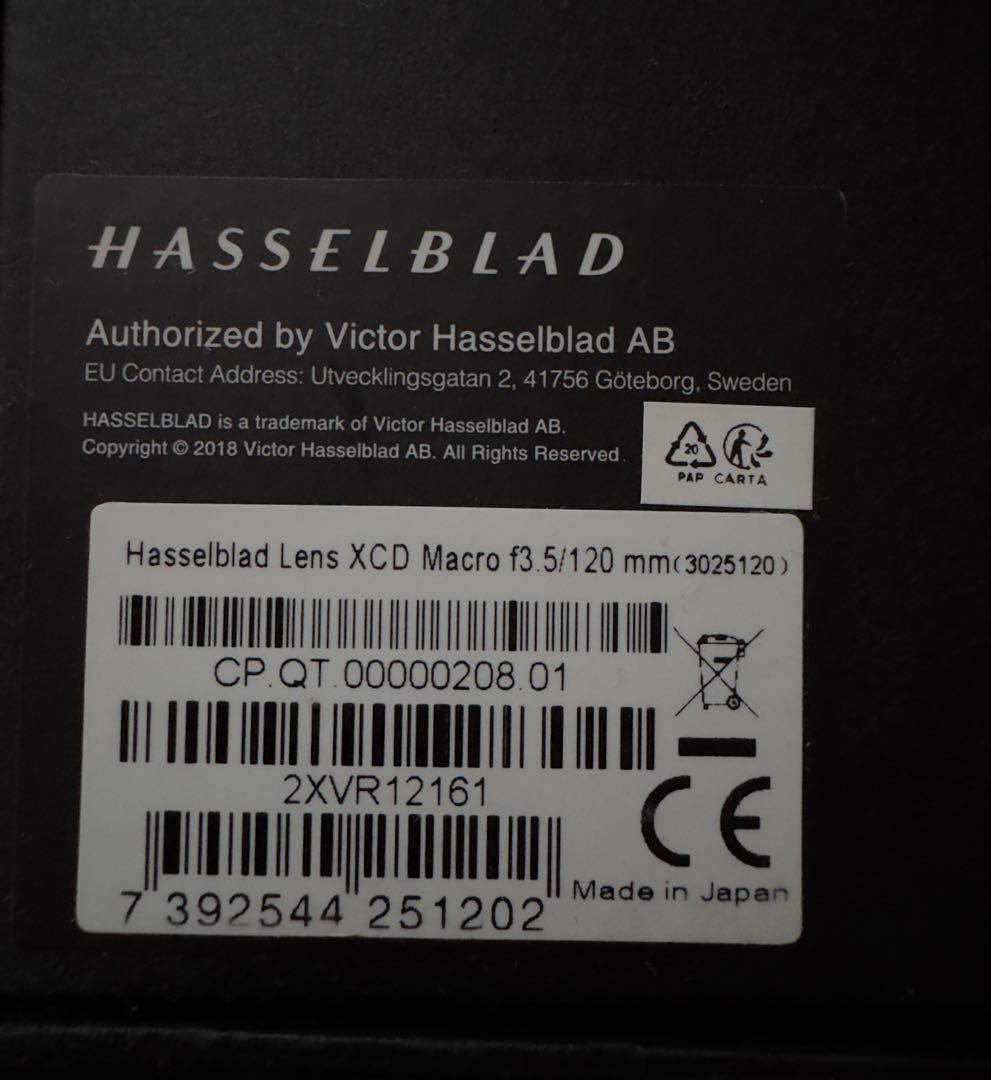 HASSELBLAD
Authorized by Victor Hasselblad AB
EU Contact Address: Utvecklingsgatan 2, 41756 Göteborg, Sweden
HASSELBLAD is a trademark of Victor Hasselblad AB.
Copyright © 2018 Victor Hasselblad AB. All Rights Reserved.
20
PAP CARTA
Hasselblad Lens XCD Macro f3.5/120 mm(3025120)
CP.QT.00000208.01
2XVR12161
CE
Made in Japan
7 392544 251202